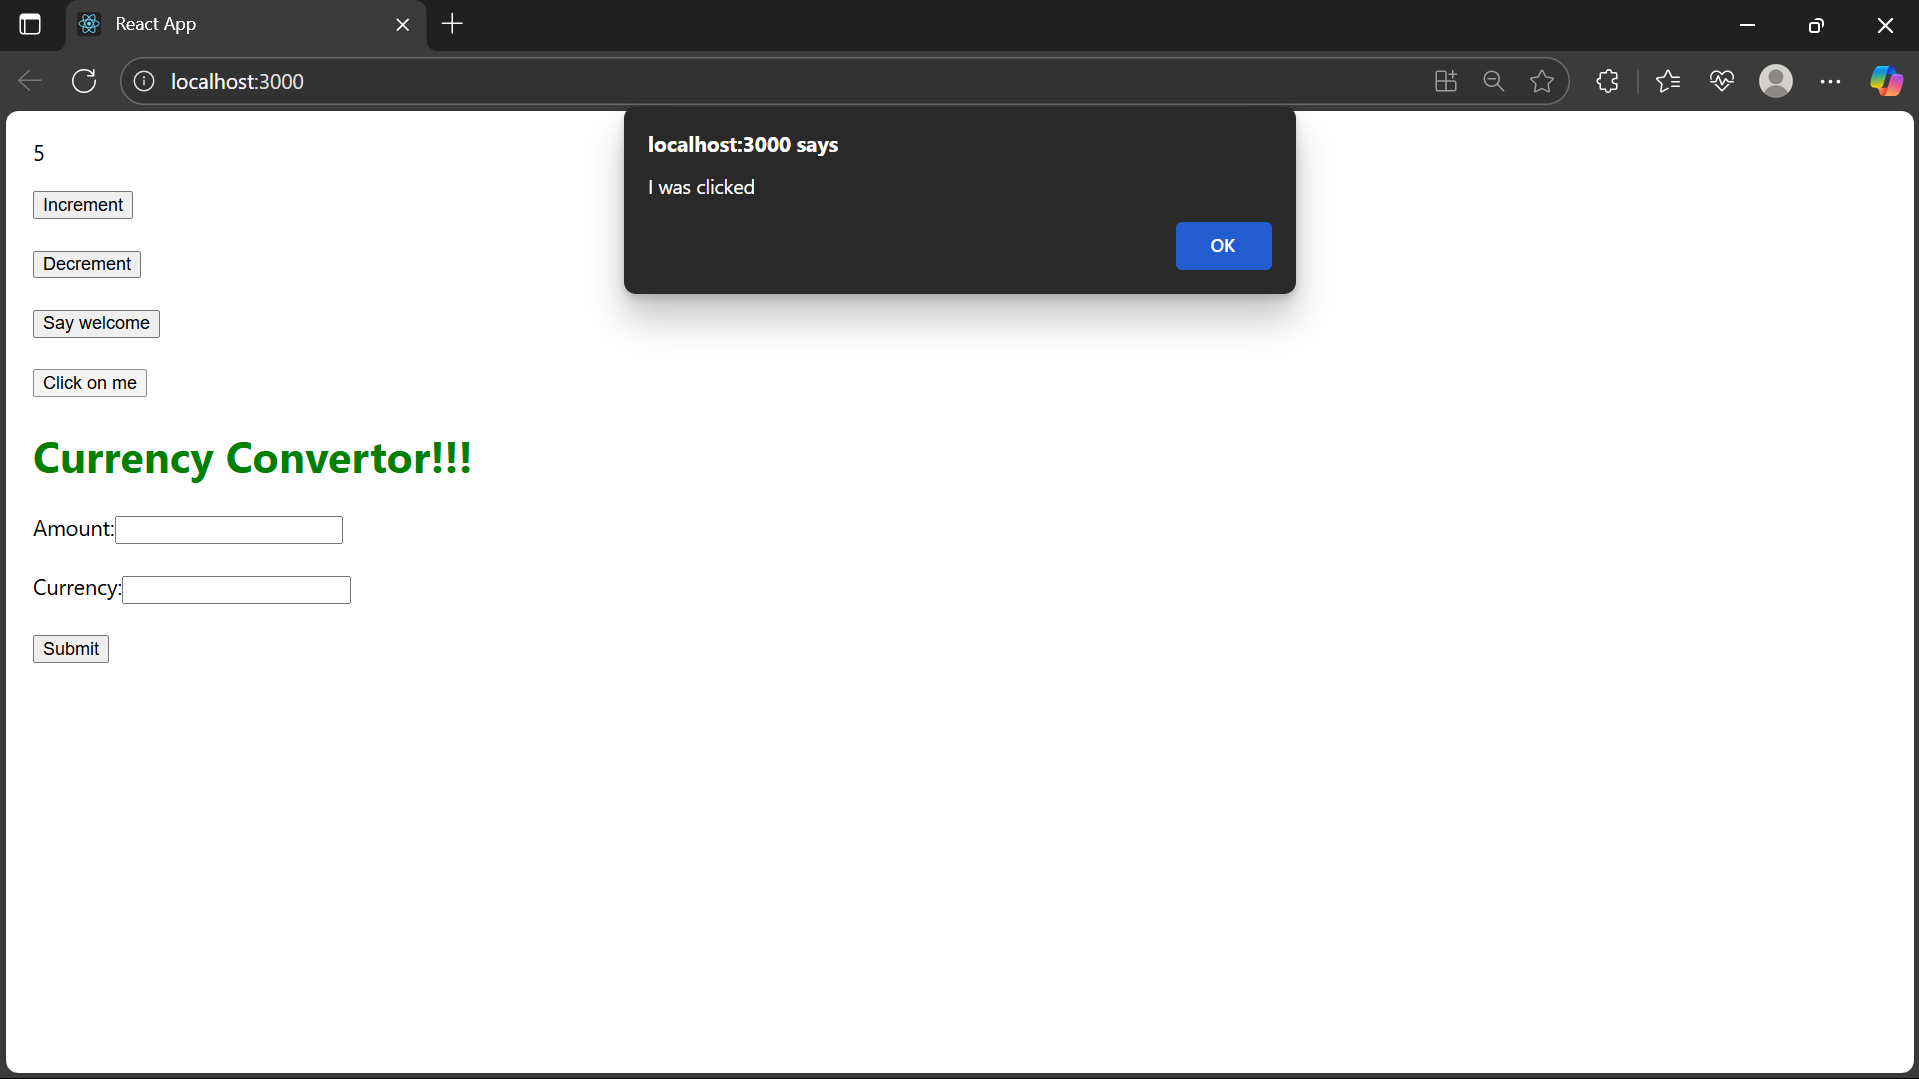 React App
localhost:3000
localhost:3000 says
I was clicked
OK
5
Increment
Decrement
Say welcome
Click on me
Currency Convertor!!!
Amount:
Currency:
Submit